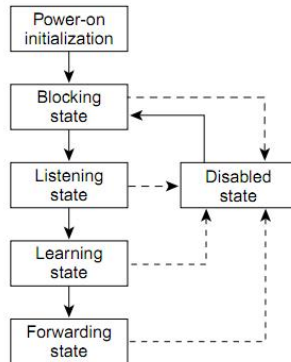 Power-on
initialization
Blocking
state
Listening
state
Disabled
state
Learning
state
Forwarding
state